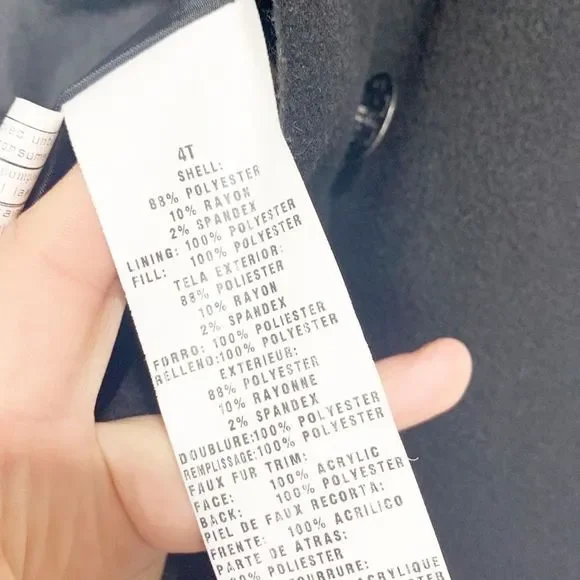 4T
SHELL:
88% POLYESTER
10% RAYON
2% SPANDEX
LINING: 100% POLYESTER
FILL: 100% POLYESTER
TELA EXTERIOR:
88% POLIESTER
10% RAYON
2% SPANDEX
FORRO: 100% POLIESTER
RELLENO:100% POLYESTER
EXTERIEUR:
88% POLYESTER
10% RAYONNE
2% SPANDEX
DOUBLURE:100% POLYESTER
REMPLISSAGE:100% POLYESTER
FAUX FUR TRIM:
FACE: 100% ACRYLIC
BACK: 100% POLYESTER
PIEL DE FAUX RECORTA:
FRENTE: 100% ACRILICO
PARTE DE ATRAS:
POLIESTER
ACRYLIQUE